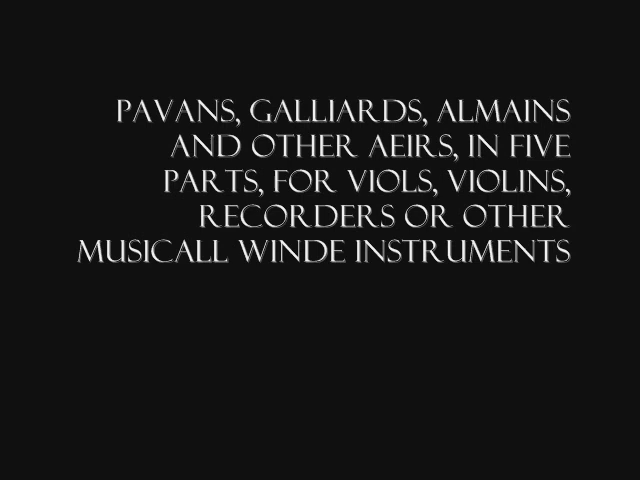 PAVANS, GALLIARDS, ALMAINS
AND OTHER AEIRS, IN FIVE
PARTS, FOR VIOLS, VIOLINS,
RECORDERS OR OTHER
MUSICALL WINDE INSTRUMENTS